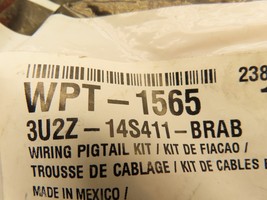 238
WPT-1565
3U2Z-14S411-BRAB
WIRING PIGTAIL KIT / KIT DE FIACAO /
TROUSSE DE CABLAGE / KIT DE CABLES
MADE IN MEXICO /